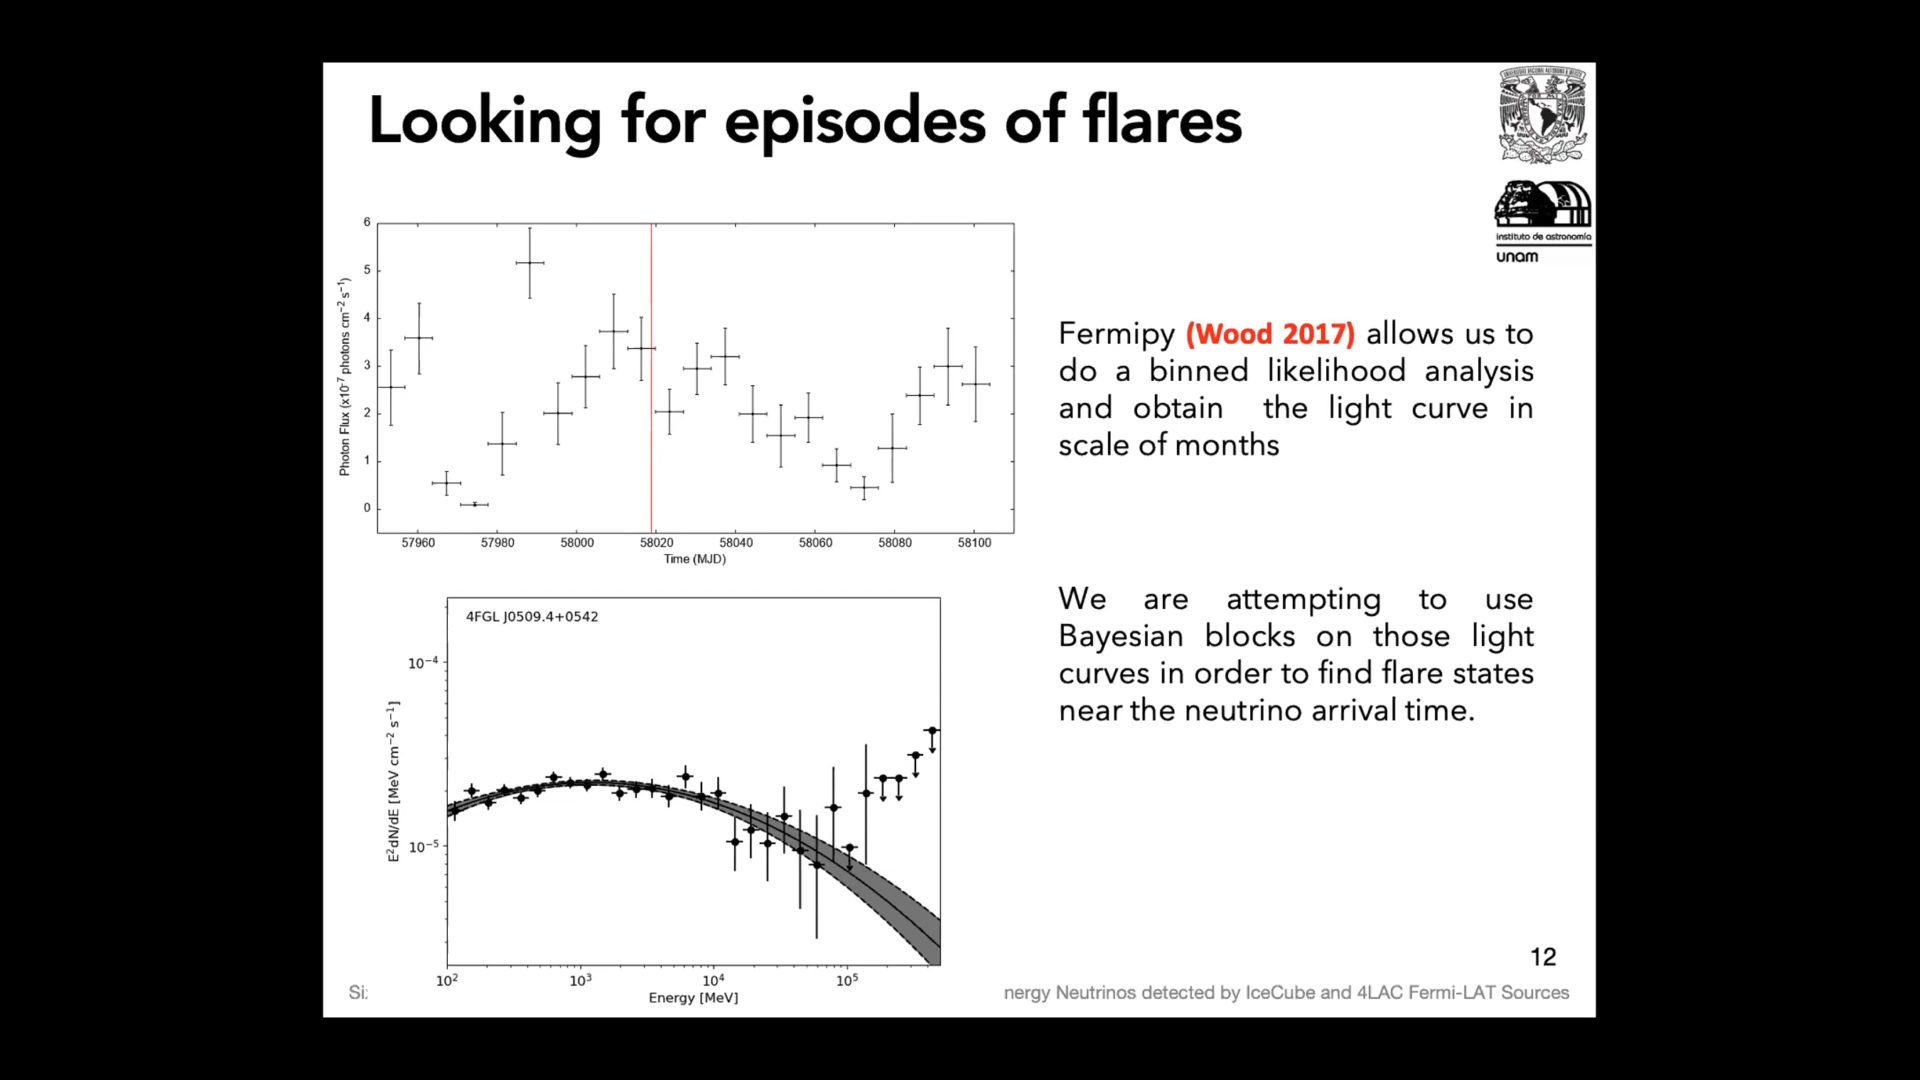 Looking for episodes of flares
instituto de astronomía
unam
6
5
4
3
2
1
0
Photon Flux (x10⁻⁷ photons cm⁻² s⁻¹)
57960 57980 58000 58020 58040 58060 58080 58100
Time (MJD)
Fermipy (Wood 2017) allows us to
do a binned likelihood analysis
and obtain the light curve in
scale of months
4FGL J0509.4+0542
10⁻⁴
10⁻⁵
E²dN/dE [MeV cm⁻² s⁻¹]
10² 10³ 10⁴ 10⁵
Energy [MeV]
We are attempting to use
Bayesian blocks on those light
curves in order to find flare states
near the neutrino arrival time.
12
Si:
nergy Neutrinos detected by IceCube and 4LAC Fermi-LAT Sources